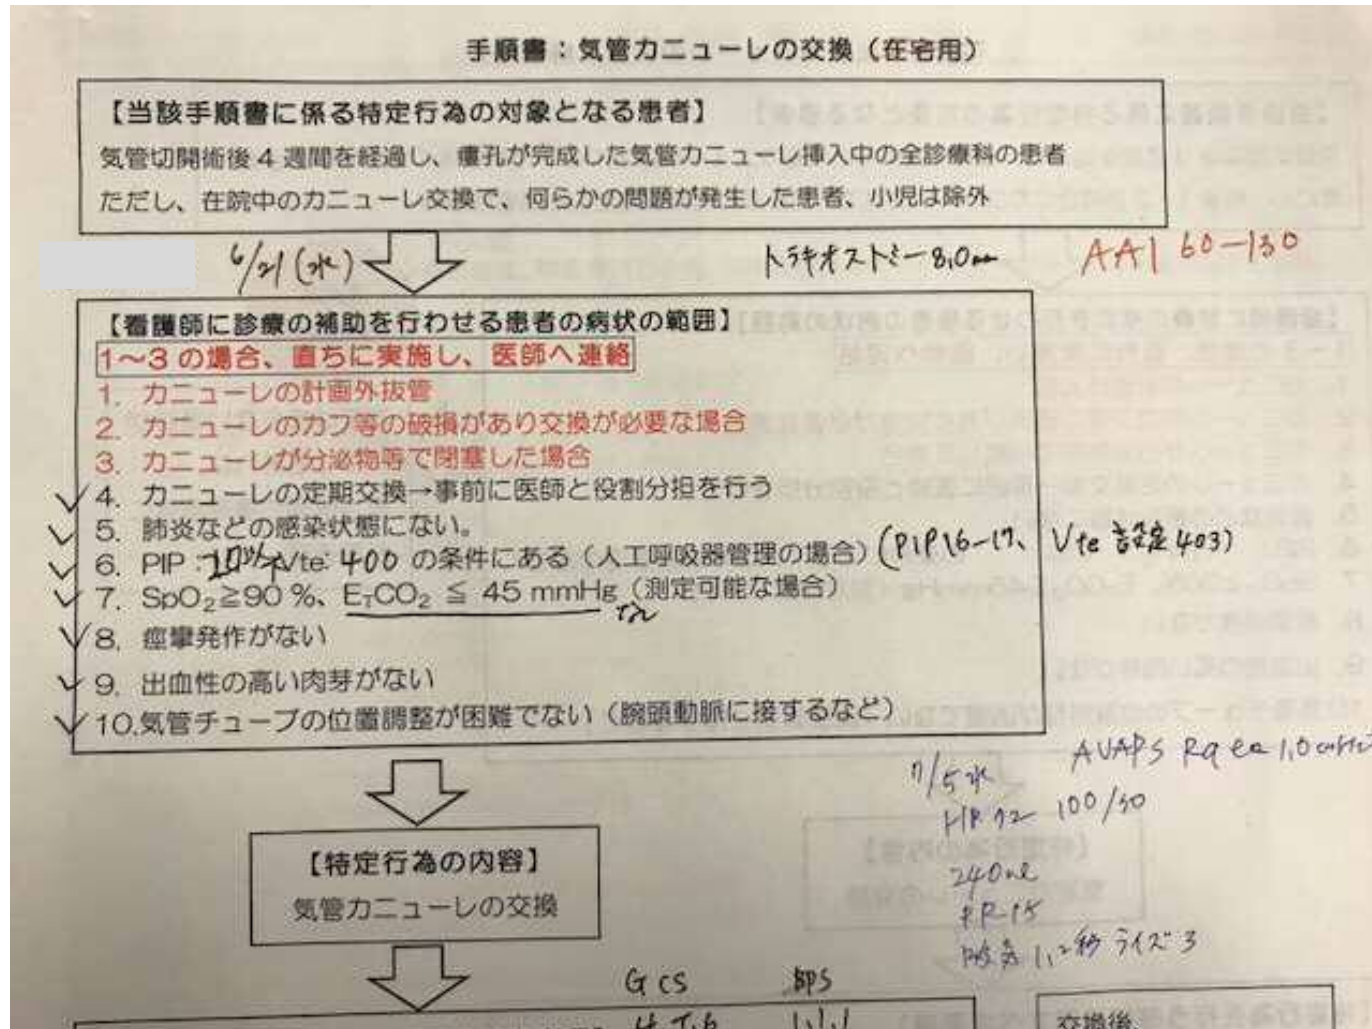 手順書：気管カニューレの交換（在宅用）
【当該手順書に係る特定行為の対象となる患者】
気管切開術後 4 週間を経過し、瘻孔が完成した気管カニューレ挿入中の全診療科の患者
ただし、在院中のカニューレ交換で、何らかの問題が発生した患者、小児は除外
6/21(水)
トラキオストミー 8.0mm
AAI 60-130
【看護師に診療の補助を行わせる患者の病状の範囲】
1～3 の場合、直ちに実施し、医師へ連絡
1. カニューレの計画外抜管
2. カニューレのカフ等の破損があり交換が必要な場合
3. カニューレが分泌物等で閉塞した場合
✓4. カニューレの定期交換→事前に医師と役割分担を行う
✓5. 肺炎などの感染状態にない。
✓6. PIP： Vte: 400 の条件にある（人工呼吸器管理の場合）(PIP16-17、Vte 設定 403)
✓7. SpO₂≧90 %、EτCO₂ ≦ 45 mmHg（測定可能な場合）
✓8. 痙攣発作がない
✓9. 出血性の高い肉芽がない
✓10.気管チューブの位置調整が困難でない（腕頭動脈に接するなど）
7/5 水
AVAPS Rate 1.0
HR 72 100/50
【特定行為の内容】
気管カニューレの交換
240ml
RR 15
吸気 1.2秒 ライズ 3
GCS BPS
交換後、